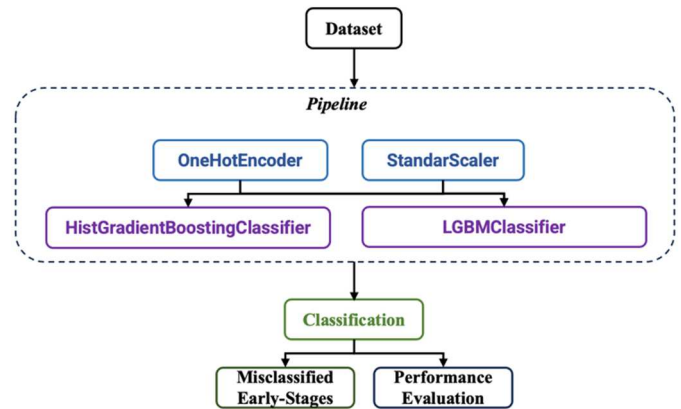 Dataset
Pipeline
OneHotEncoder
StandarScaler
HistGradientBoostingClassifier
LGBMClassifier
Classification
Misclassified
Early-Stages
Performance
Evaluation